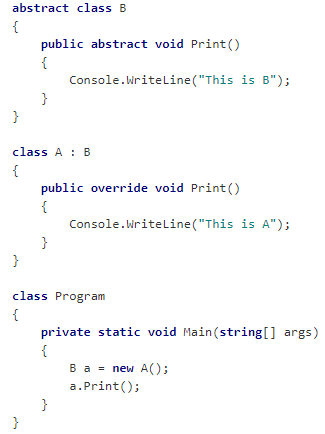 abstract class B
{
    public abstract void Print()
    {
        Console.WriteLine("This is B");
    }
}

class A : B
{
    public override void Print()
    {
        Console.WriteLine("This is A");
    }
}

class Program
{
    private static void Main(string[] args)
    {
        B a = new A();
        a.Print();
    }
}